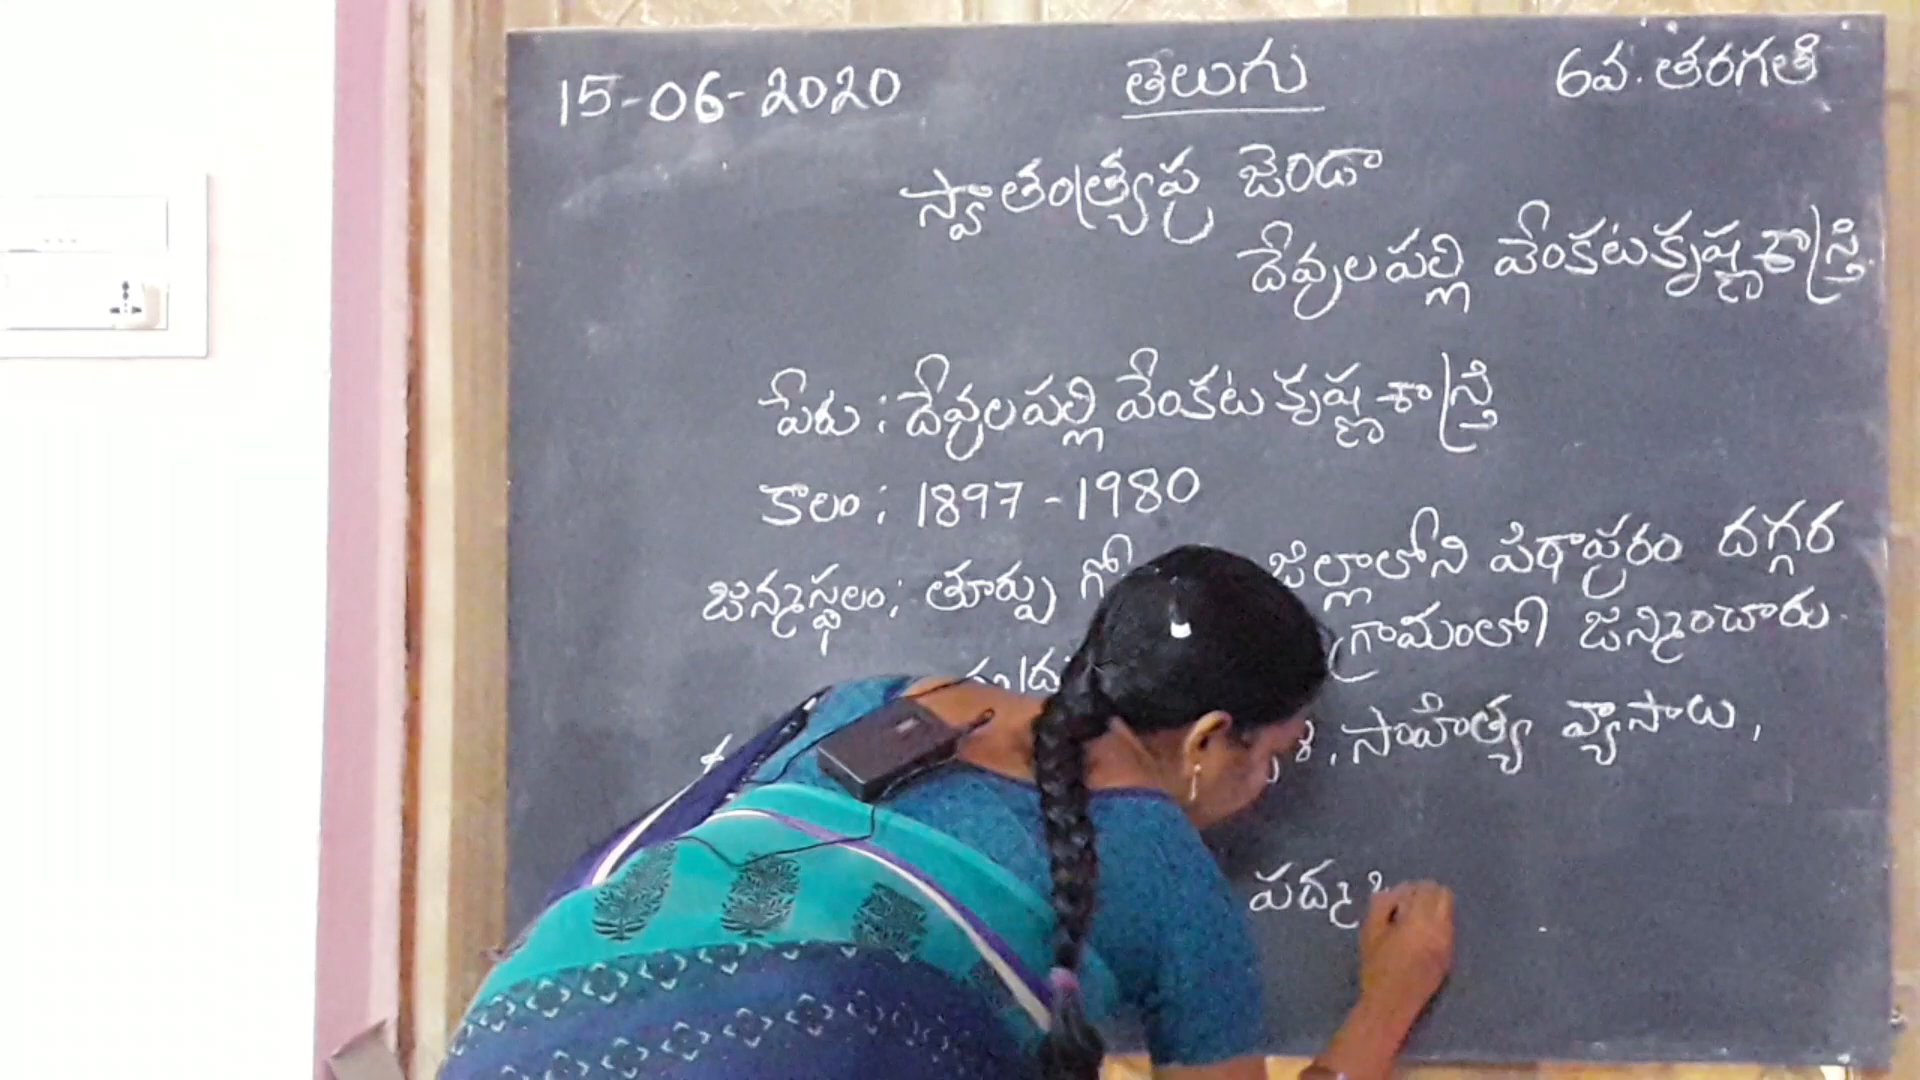 15-06-2020 తెలుగు 6వ. తరగతి
స్వాతంత్ర్యపు జెండా
దేవులపల్లి వేంకటకృష్ణశాస్త్రి.
పేరు : దేవులపల్లి వేంకటకృష్ణశాస్త్రి
కాలం : 1897 - 1980
జన్మస్థలం : తూర్పు జిల్లాలోని పిఠాపురం దగ్గర
గ్రామంలో జన్మించారు.
, సాహిత్య వ్యాసాలు,